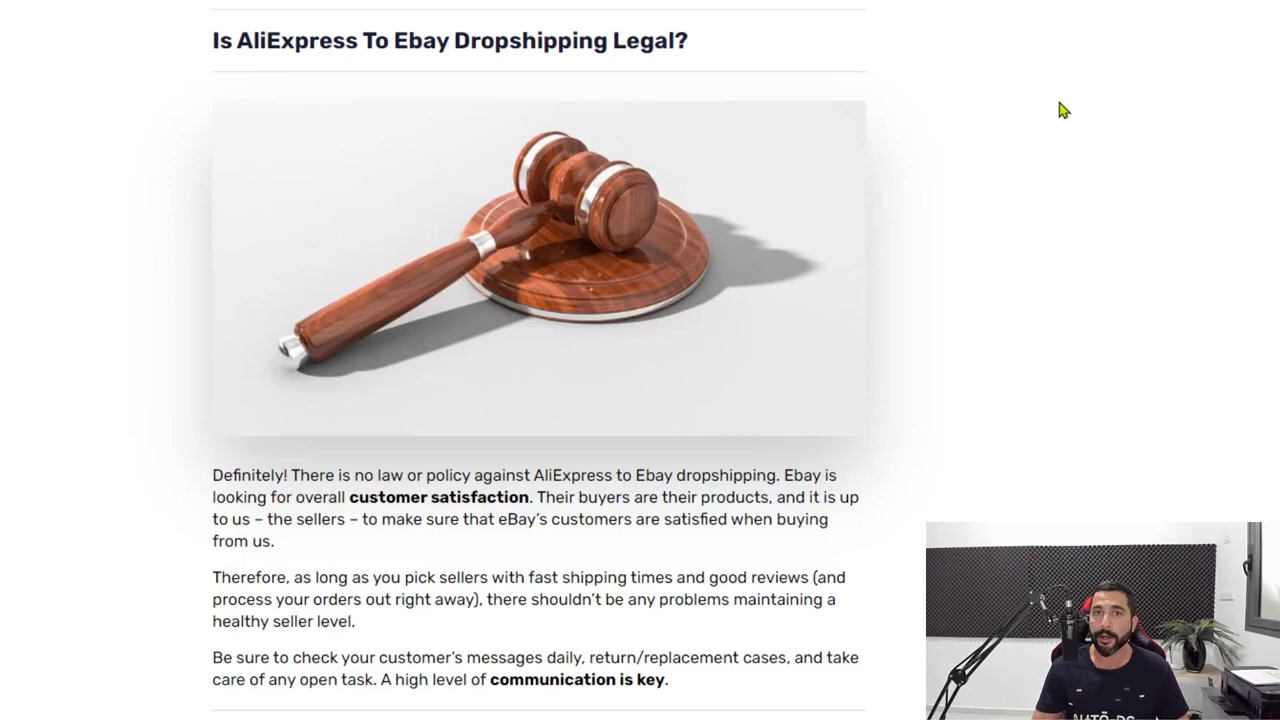 Is AliExpress To Ebay Dropshipping Legal?
Definitely! There is no law or policy against AliExpress to Ebay dropshipping. Ebay is
looking for overall customer satisfaction. Their buyers are their products, and it is up
to us – the sellers – to make sure that eBay’s customers are satisfied when buying
from us.
Therefore, as long as you pick sellers with fast shipping times and good reviews (and
process your orders out right away), there shouldn’t be any problems maintaining a
healthy seller level.
Be sure to check your customer’s messages daily, return/replacement cases, and take
care of any open task. A high level of communication is key.